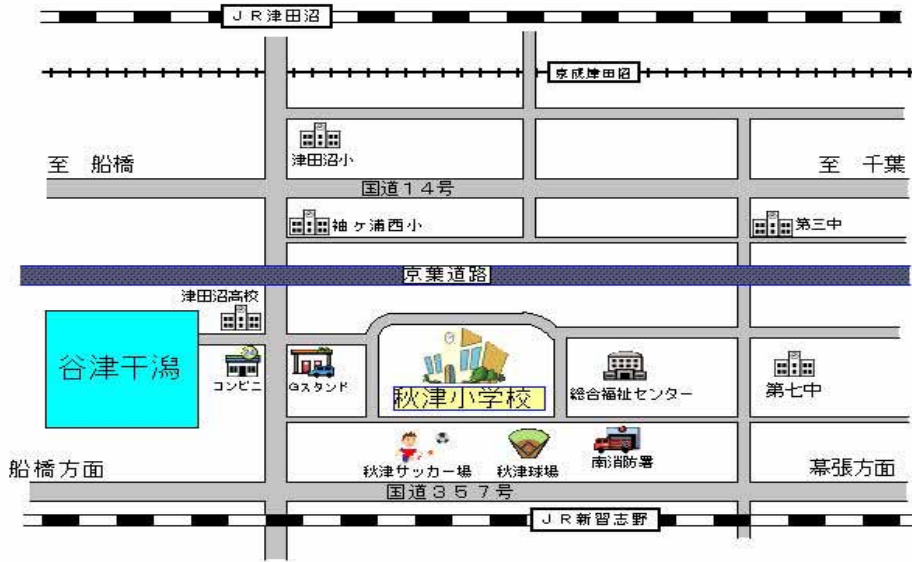 JR津田沼
京成津田沼
津田沼小
至 船橋
至 千葉
国道14号
袖ヶ浦西小
第三中
京葉道路
津田沼高校
谷津干潟
コンビニ
Gスタンド
秋津小学校
総合福祉センター
第七中
秋津サッカー場
秋津球場
南消防署
船橋方面
幕張方面
国道357号
JR新習志野